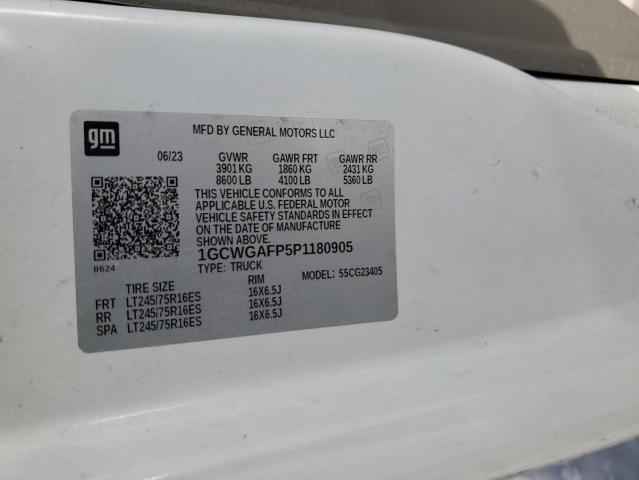 gm
MFD BY GENERAL MOTORS LLC
06/23 GVWR GAWR FRT GAWR RR
3901 KG 1860 KG 2431 KG
8600 LB 4100 LB 5360 LB
THIS VEHICLE CONFORMS TO ALL
APPLICABLE U.S. FEDERAL MOTOR
VEHICLE SAFETY STANDARDS IN EFFECT
ON THE DATE OF MANUFACTURE
SHOWN ABOVE.
1GCWGAFP5P1180905
8624
TYPE: TRUCK MODEL: 55CG23405
TIRE SIZE RIM
FRT LT245/75R16ES 16X6.5J
RR LT245/75R16ES 16X6.5J
SPA LT245/75R16ES 16X6.5J